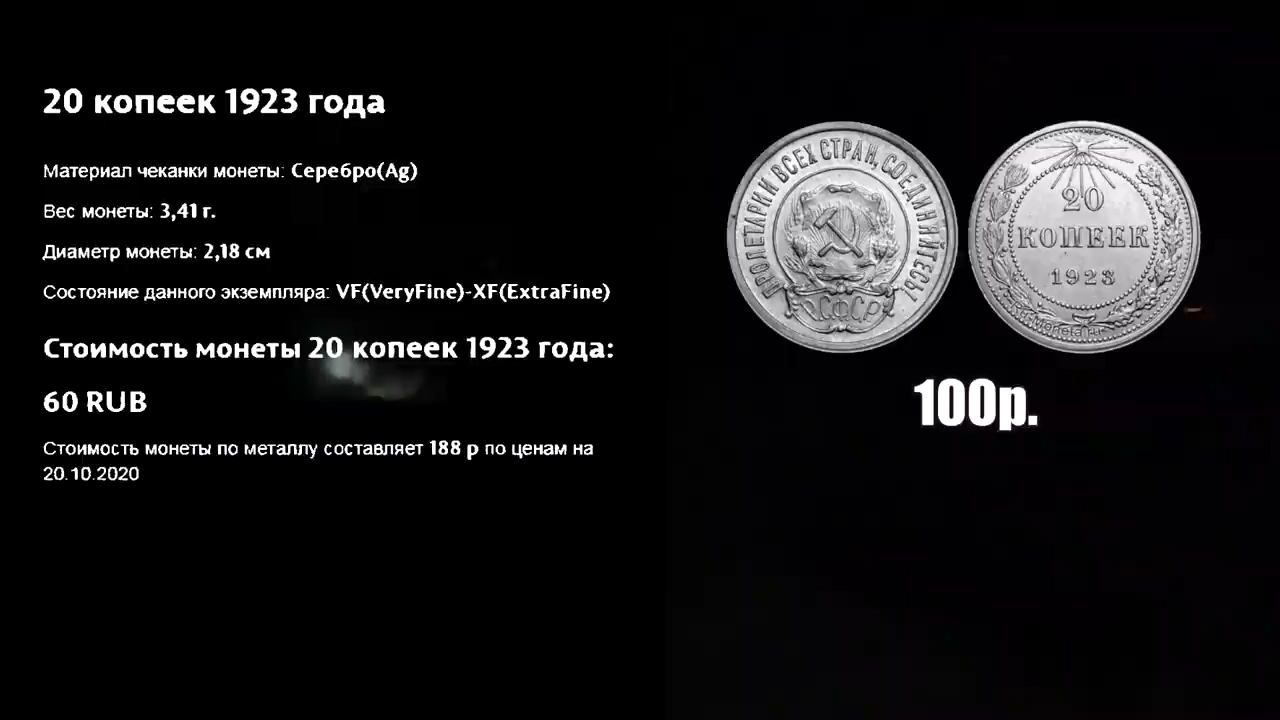 20 копеек 1923 года
Материал чеканки монеты: Серебро(Ag)
Вес монеты: 3,41 г.
Диаметр монеты: 2,18 см
Состояние данного экземпляра: VF(VeryFine)-XF(ExtraFine)
Стоимость монеты 20 копеек 1923 года:
60 RUB
Стоимость монеты по металлу составляет 188 р по ценам на
20.10.2020
ПРОЛЕТАРИИ ВСЕХ СТРАН, СОЕДИНЯЙТЕСЬ!
РСФСР
20
КОПЕЕК
1923
100р.